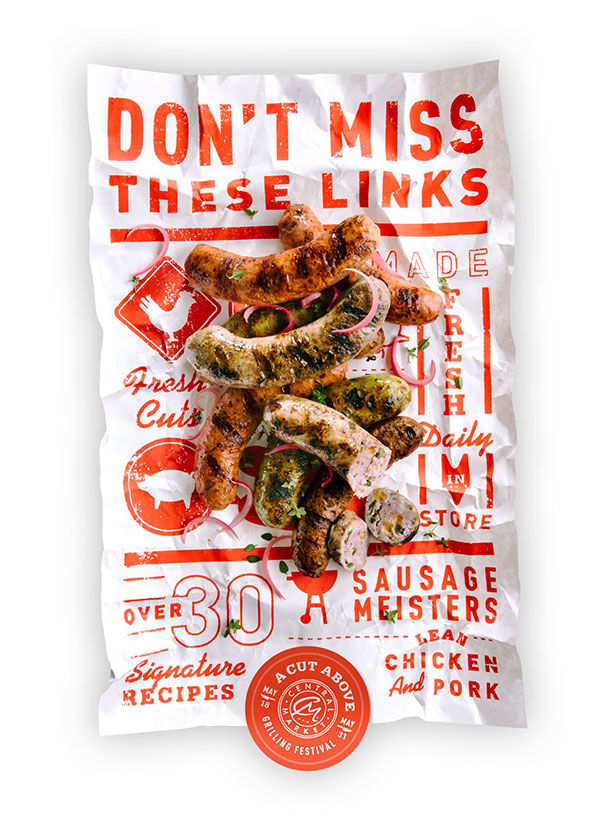 DON'T MISS
THESE LINKS
MADE
FRESH
Daily
IN
STORE
Fresh
Cuts
OVER 30
Signature
RECIPES
SAUSAGE
MEISTERS
LEAN
CHICKEN
And PORK
A CUT ABOVE
MAY 18
CENTRAL
CM
MARKET
MAY 31
GRILLING FESTIVAL